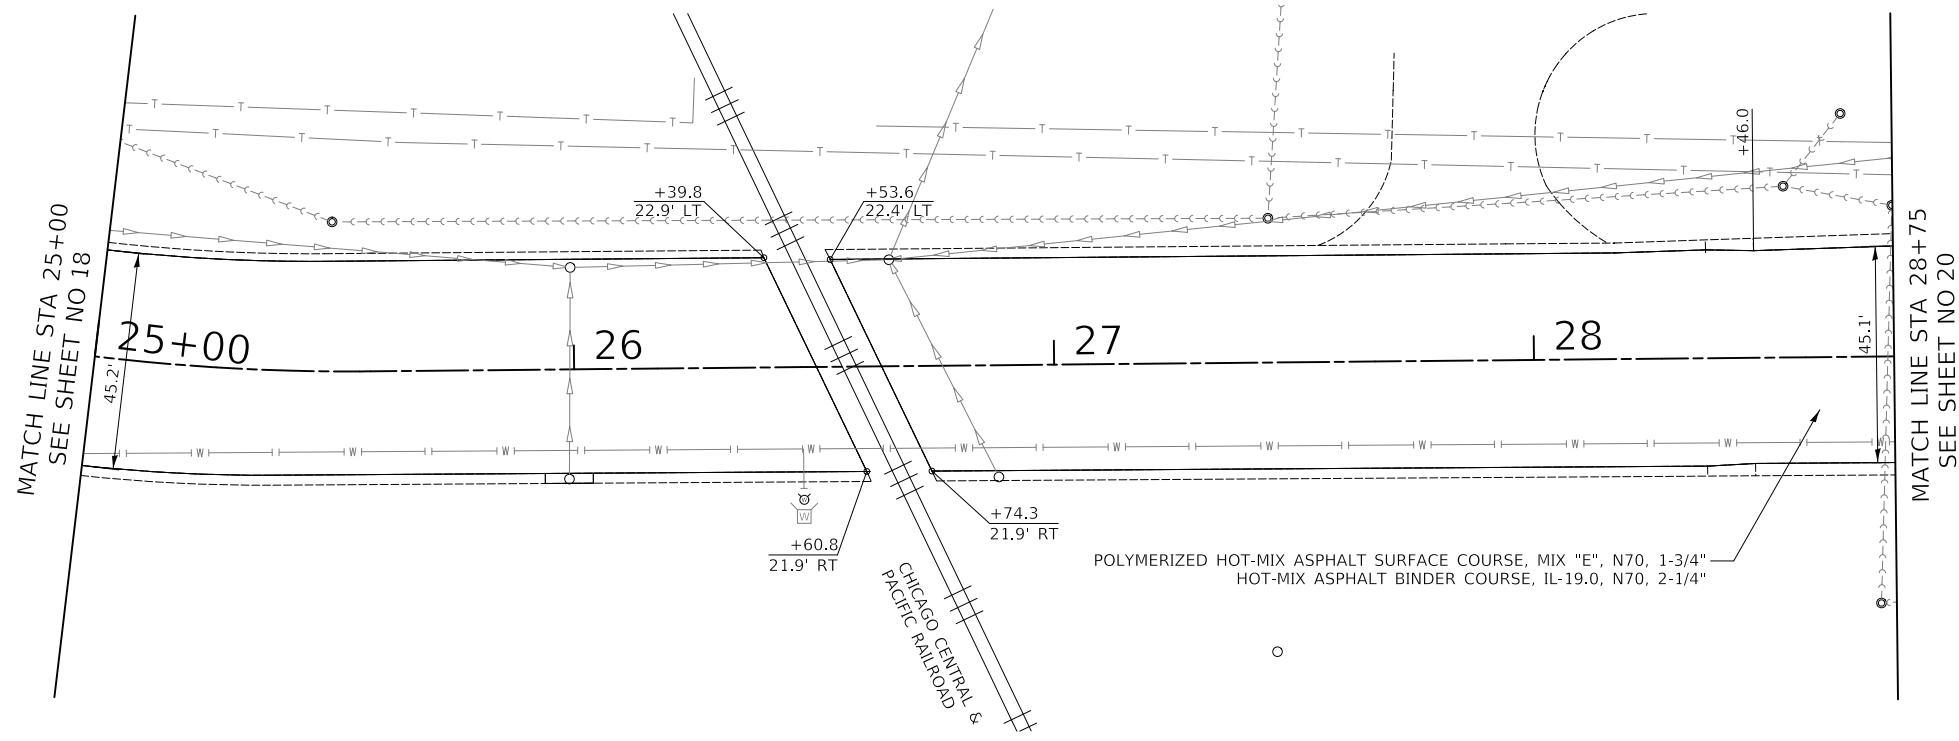 MATCH LINE STA 25+00
SEE SHEET NO 18
T T T T
T T T T T T T T T T
T T T T T T T T T T T
+46.0
+39.8
22.9' LT
+53.6
22.4' LT
25+00
26
27
28
45.2'
45.1'
W W W W W W W W W W W W
W
W
+60.8
21.9' RT
+74.3
21.9' RT
POLYMERIZED HOT-MIX ASPHALT SURFACE COURSE, MIX "E", N70, 1-3/4"
HOT-MIX ASPHALT BINDER COURSE, IL-19.0, N70, 2-1/4"
CHICAGO CENTRAL &
PACIFIC RAILROAD
MATCH LINE STA 28+75
SEE SHEET NO 20